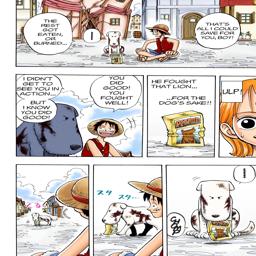 THE
REST
GOT
EATEN,
OR
BURNED...
!
THAT'S
ALL I COULD
SAVE FOR
YOU, BOY!
I DIDN'T
GET TO
SEE YOU IN
ACTION...
BUT I
KNOW YOU
DID
GOOD!
YOU
DID
GOOD!
YOU
FOUGHT
WELL!
HE FOUGHT
THAT LION...
...FOR THE
DOG'S SAKE!!
ULP!
!